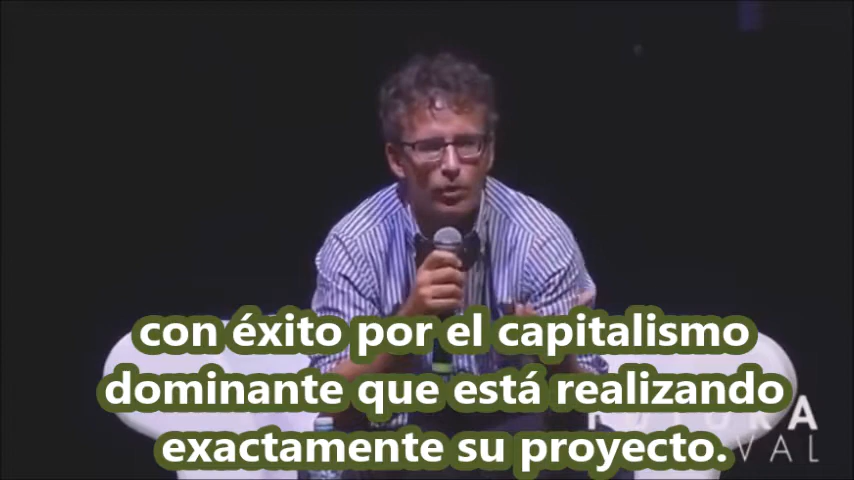 con éxito por el capitalismo
dominante que está realizando
exactamente su proyecto.